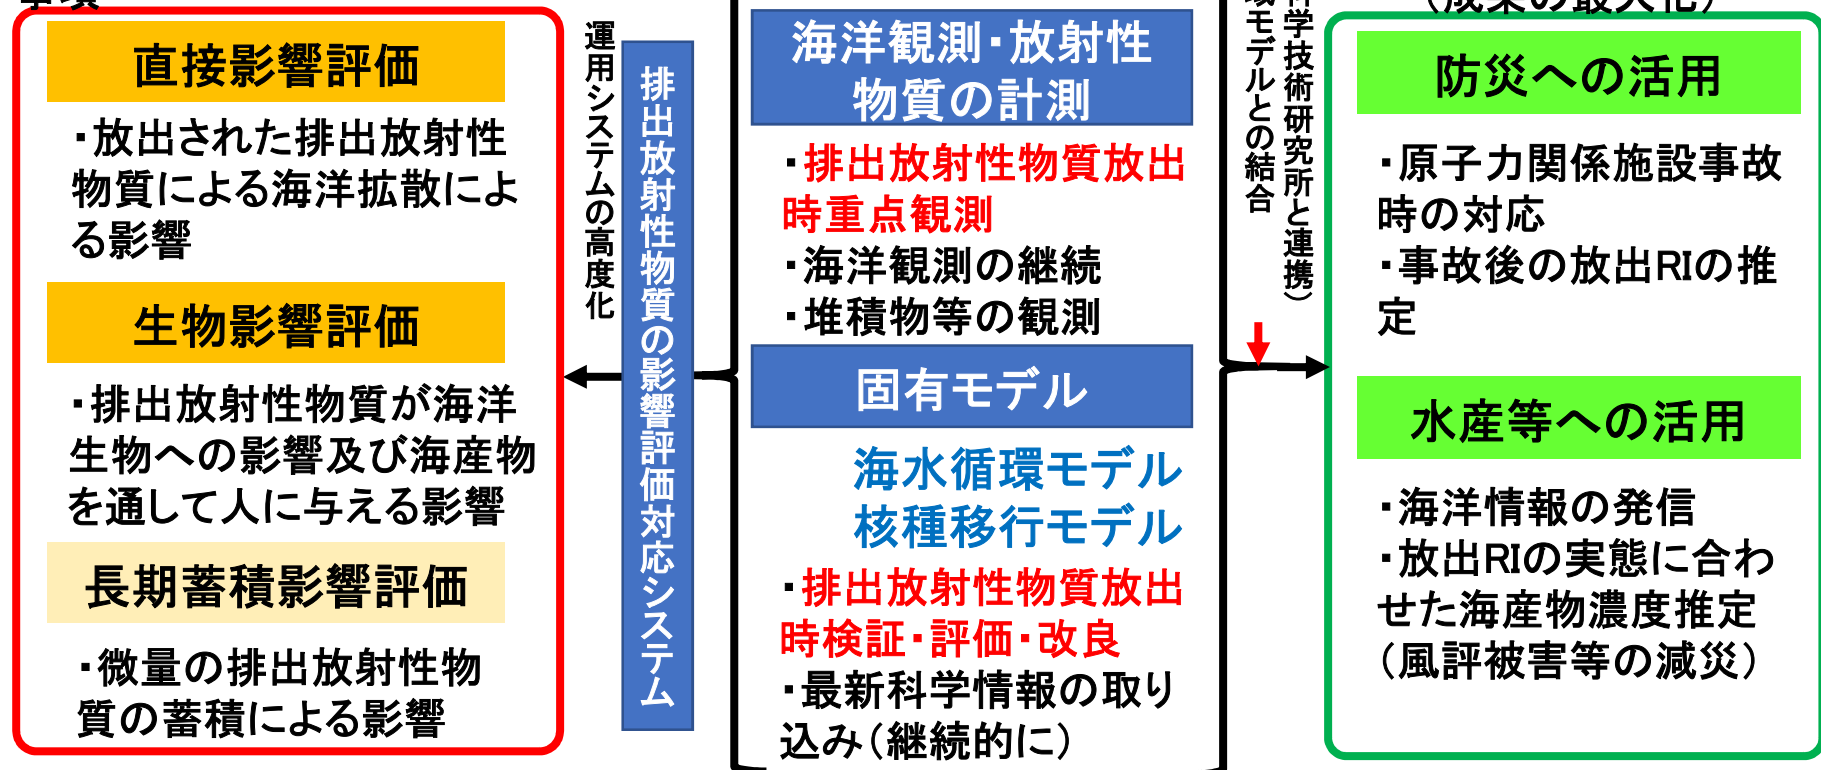 事項
直接影響評価
・放出された排出放射性
物質による海洋拡散によ
る影響
生物影響評価
・排出放射性物質が海洋
生物への影響及び海産物
を通して人に与える影響
長期蓄積影響評価
・微量の排出放射性物
質の蓄積による影響
運用システムの高度化
排出放射性物質の影響評価対応システム
海洋観測・放射性
物質の計測
・排出放射性物質放出
時重点観測
・海洋観測の継続
・堆積物等の観測
固有モデル
海水循環モデル
核種移行モデル
・排出放射性物質放出
時検証・評価・改良
・最新科学情報の取り
込み（継続的に）
学技術研究所と連携）
モデルとの結合
（成果の最大化）
防災への活用
・原子力関係施設事故
時の対応
・事故後の放出RIの推
定
水産等への活用
・海洋情報の発信
・放出RIの実態に合わ
せた海産物濃度推定
（風評被害等の減災）